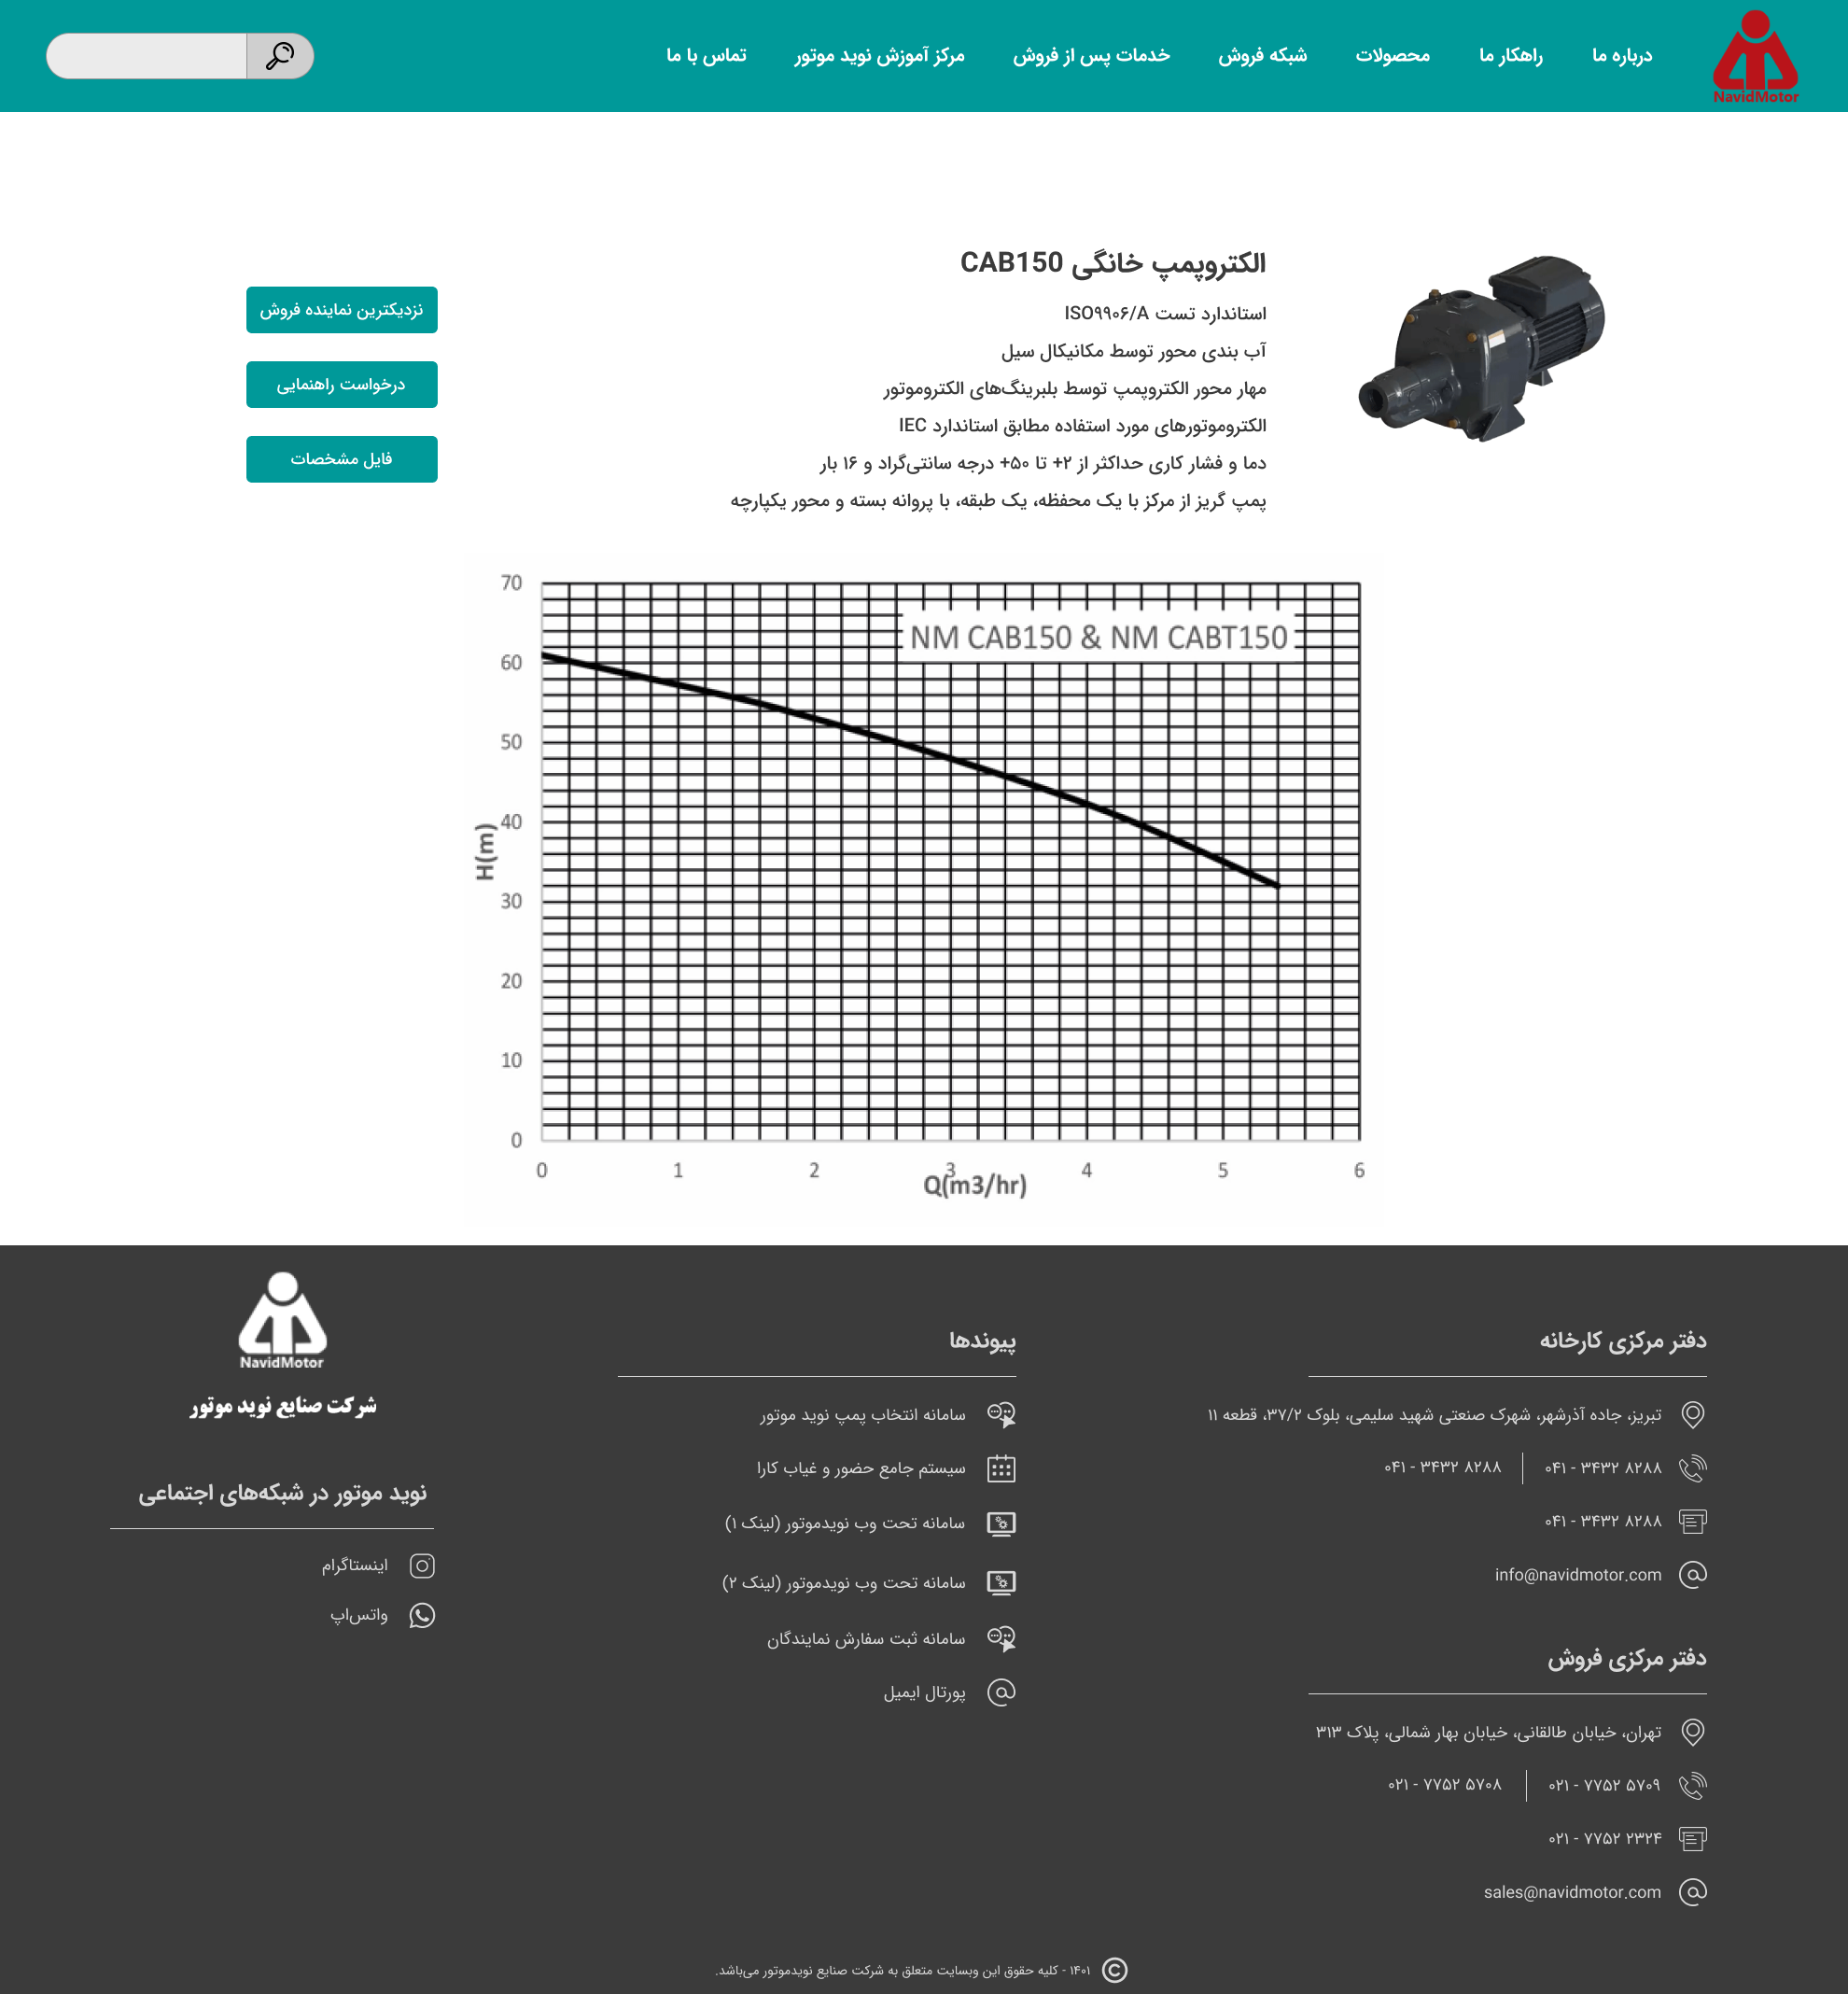 NavidMotor
درباره ما
راهکار ما
محصولات
شبکه فروش
خدمات پس از فروش
مرکز آموزش نوید موتور
تماس با ما
الکتروپمپ خانگی CAB150
استاندارد تست ISO۹۹۰۶/A
آب بندی محور توسط مکانیکال سیل
مهار محور الکتروپمپ توسط بلبرینگ‌های الکتروموتور
الکتروموتورهای مورد استفاده مطابق استاندارد IEC
دما و فشار کاری حداکثر از ۲+ تا ۵۰+ درجه سانتی‌گراد و ۱۶ بار
پمپ گریز از مرکز با یک محفظه، یک طبقه، با پروانه بسته و محور یکپارچه
نزدیکترین نماینده فروش
درخواست راهنمایی
فایل مشخصات
NM CAB150 & NM CABT150
70
60
50
40
30
20
10
0
H(m)
0 1 2 3 4 5 6
Q(m3/hr)
دفتر مرکزی کارخانه
تبریز، جاده آذرشهر، شهرک صنعتی شهید سلیمی، بلوک ۳۷/۲، قطعه ۱۱
۰۴۱ - ۳۴۳۲ ۸۲۸۸
۰۴۱ - ۳۴۳۲ ۸۲۸۸
۰۴۱ - ۳۴۳۲ ۸۲۸۸
info@navidmotor.com
دفتر مرکزی فروش
تهران، خیابان طالقانی، خیابان بهار شمالی، پلاک ۳۱۳
۰۲۱ - ۷۷۵۲ ۵۷۰۹
۰۲۱ - ۷۷۵۲ ۵۷۰۸
۰۲۱ - ۷۷۵۲ ۲۳۲۴
sales@navidmotor.com
پیوندها
سامانه انتخاب پمپ نوید موتور
سیستم جامع حضور و غیاب کارا
سامانه تحت وب نویدموتور (لینک ۱)
سامانه تحت وب نویدموتور (لینک ۲)
سامانه ثبت سفارش نمایندگان
پورتال ایمیل
NavidMotor
شرکت صنایع نوید موتور
نوید موتور در شبکه‌های اجتماعی
اینستاگرام
واتس‌اپ
۱۴۰۱ - کلیه حقوق این وبسایت متعلق به شرکت صنایع نویدموتور می‌باشد.